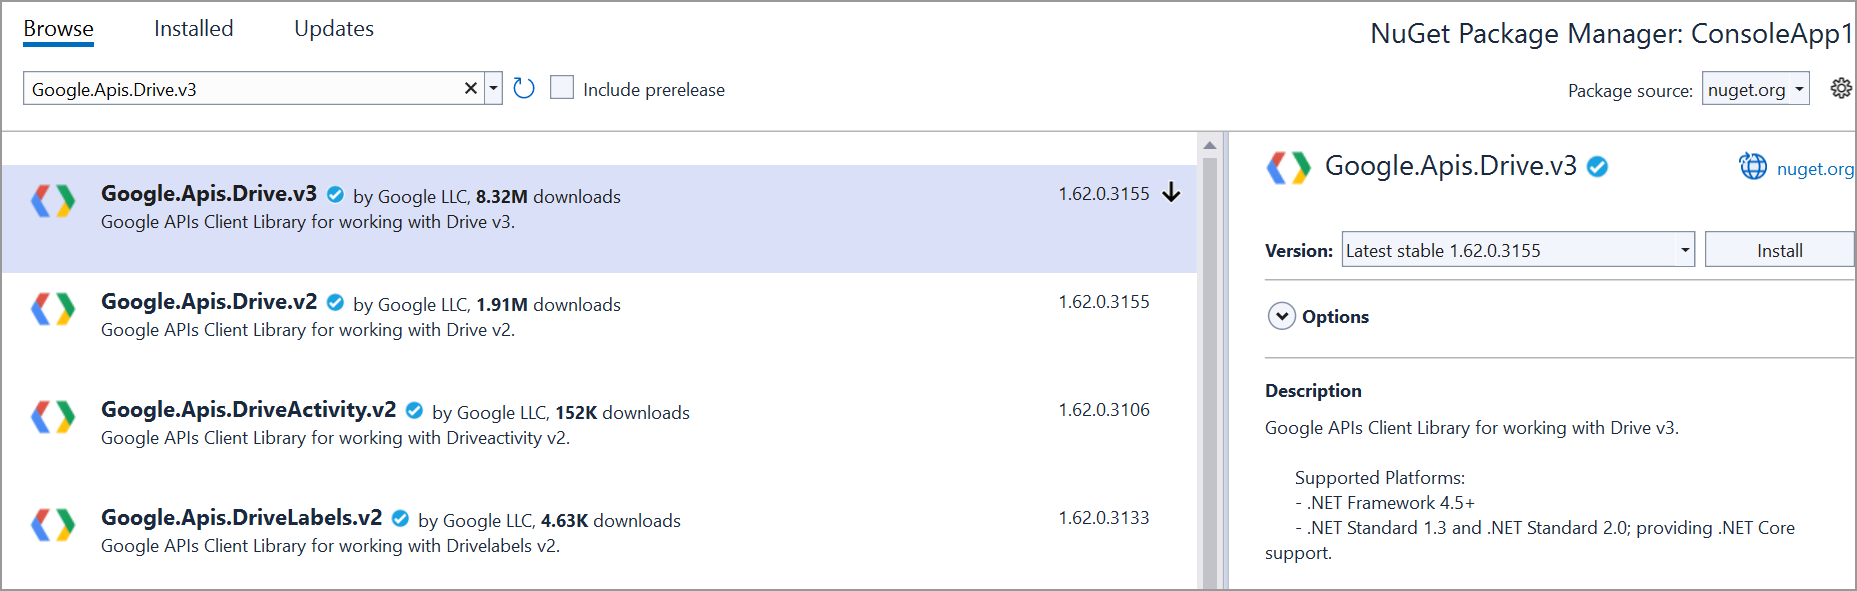 Browse Installed Updates
NuGet Package Manager: ConsoleApp1
Google.Apis.Drive.v3
Include prerelease
Package source: nuget.org
Google.Apis.Drive.v3 by Google LLC, 8.32M downloads 1.62.0.3155
Google APIs Client Library for working with Drive v3.
Google.Apis.Drive.v2 by Google LLC, 1.91M downloads 1.62.0.3155
Google APIs Client Library for working with Drive v2.
Google.Apis.DriveActivity.v2 by Google LLC, 152K downloads 1.62.0.3106
Google APIs Client Library for working with Driveactivity v2.
Google.Apis.DriveLabels.v2 by Google LLC, 4.63K downloads 1.62.0.3133
Google APIs Client Library for working with Drivelabels v2.
Google.Apis.Drive.v3 nuget.org
Version: Latest stable 1.62.0.3155 Install
Options
Description
Google APIs Client Library for working with Drive v3.
Supported Platforms:
- .NET Framework 4.5+
- .NET Standard 1.3 and .NET Standard 2.0; providing .NET Core
support.